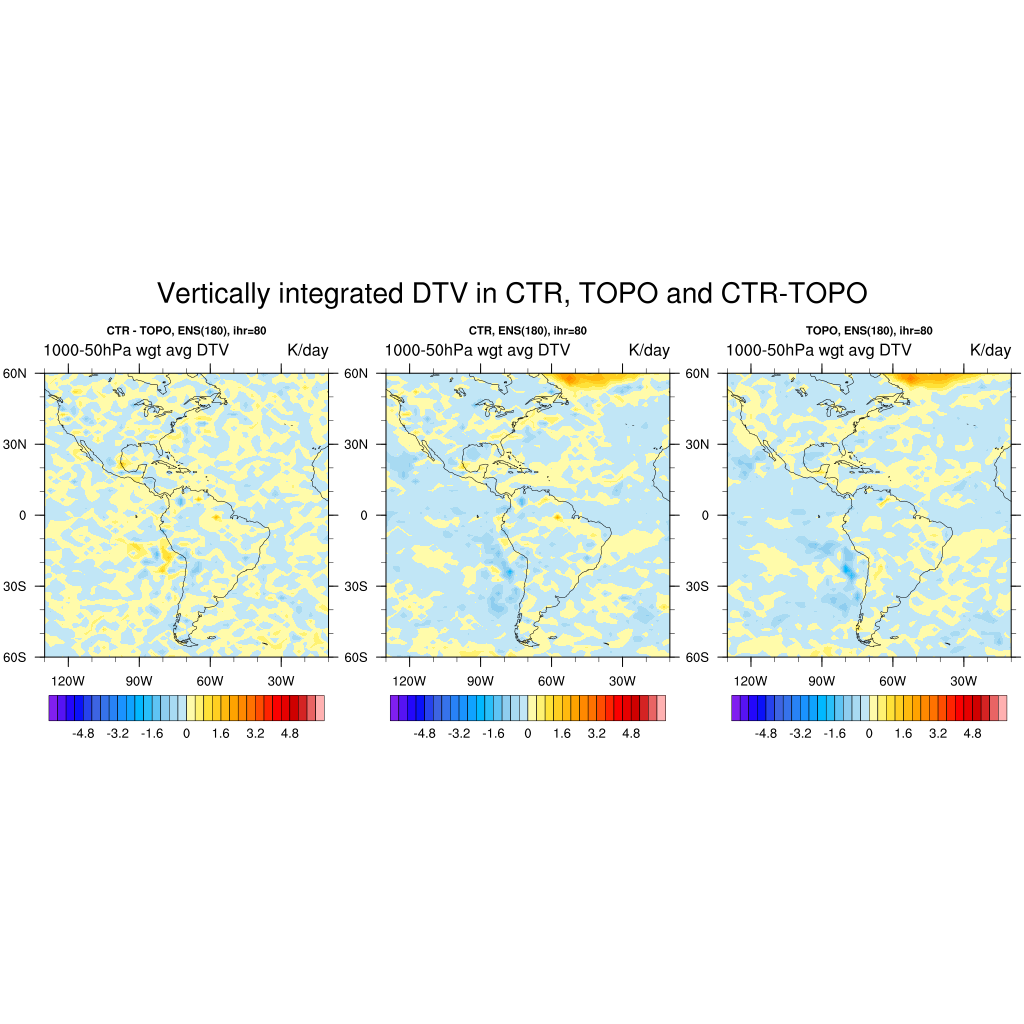 Vertically integrated DTV in CTR, TOPO and CTR-TOPO
CTR - TOPO, ENS(180), ihr=80
1000-50hPa wgt avg DTV K/day
60N
30N
0
30S
60S
120W 90W 60W 30W
-4.8 -3.2 -1.6 0 1.6 3.2 4.8
CTR, ENS(180), ihr=80
1000-50hPa wgt avg DTV K/day
60N
30N
0
30S
60S
120W 90W 60W 30W
-4.8 -3.2 -1.6 0 1.6 3.2 4.8
TOPO, ENS(180), ihr=80
1000-50hPa wgt avg DTV K/day
60N
30N
0
30S
60S
120W 90W 60W 30W
-4.8 -3.2 -1.6 0 1.6 3.2 4.8